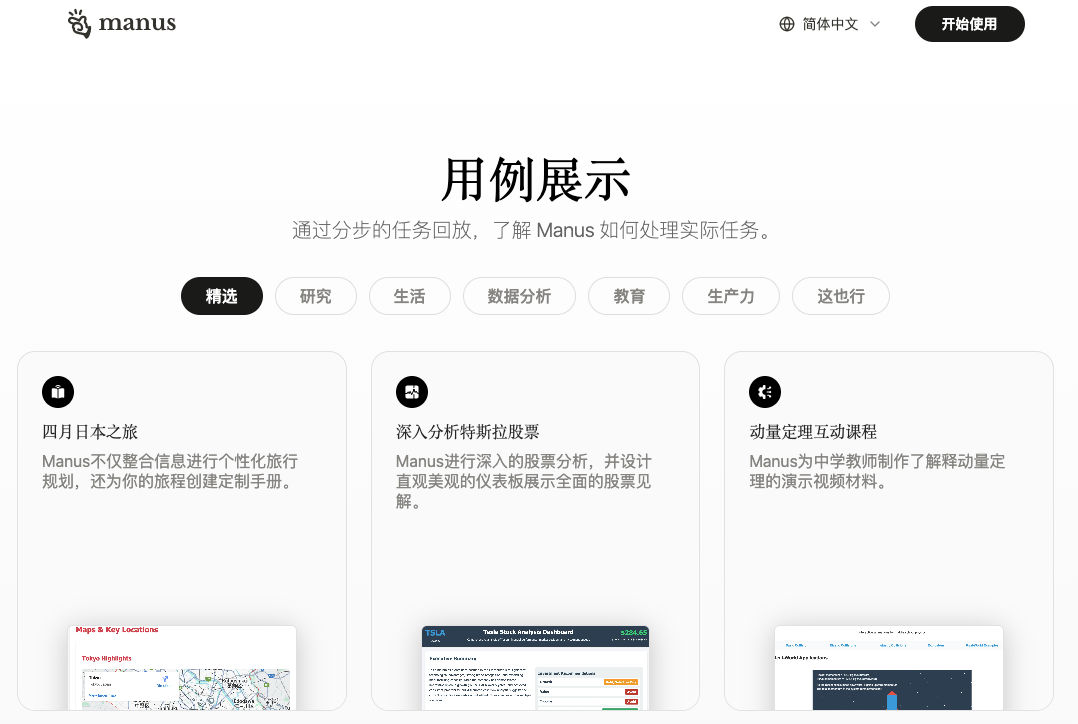 manus
简体中文
开始使用
用例展示
通过分步的任务回放，了解 Manus 如何处理实际任务。
精选
研究
生活
数据分析
教育
生产力
这也行
四月日本之旅
Manus不仅整合信息进行个性化旅行
规划，还为你的旅程创建定制手册。
Maps & Key Locations
Tokyo Highlights
深入分析特斯拉股票
Manus进行深入的股票分析，并设计
直观美观的仪表板展示全面的股票见
解。
TSLA
Tesla Stock Analysis Dashboard
$284.65
Executive Summary
动量定理互动课程
Manus为中学教师制作了解释动量定
理的演示视频材料。